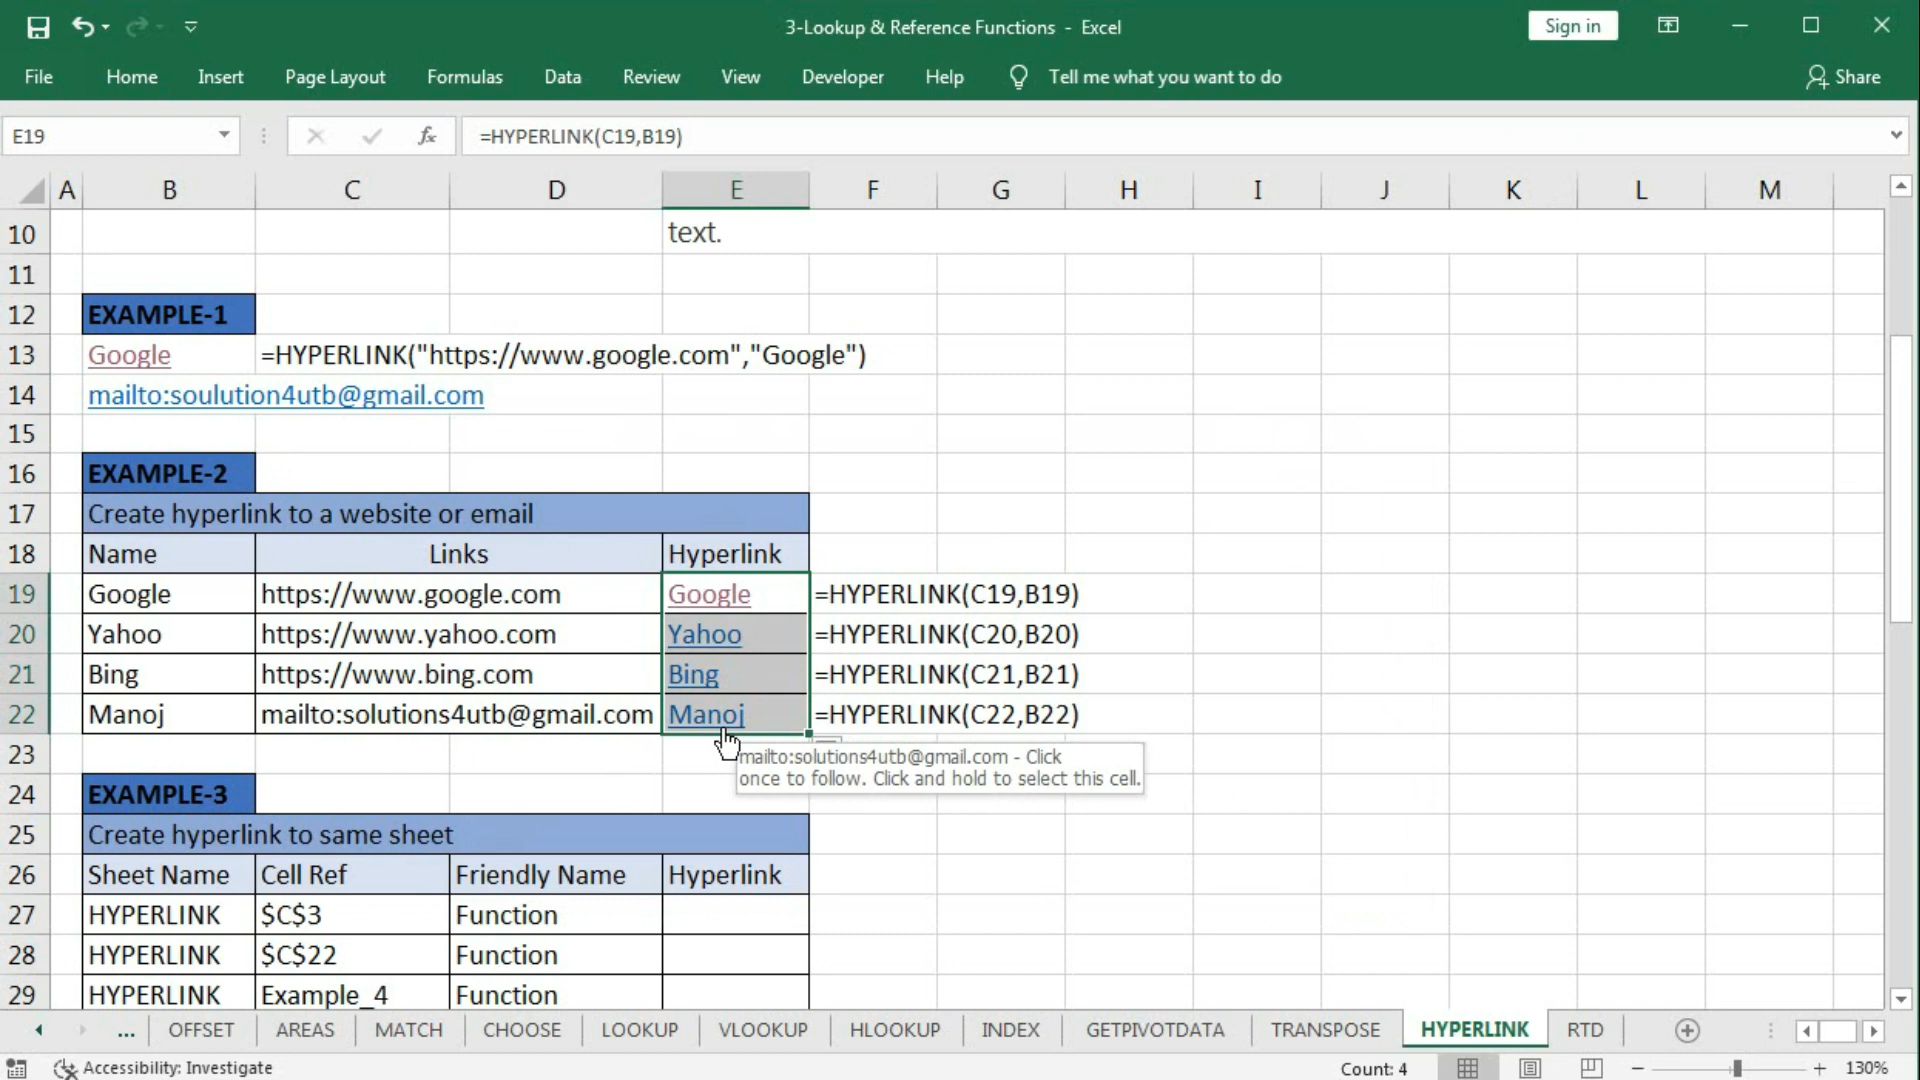 3-Lookup & Reference Functions - Excel
Sign in
File Home Insert Page Layout Formulas Data Review View Developer Help Tell me what you want to do Share
E19 fx =HYPERLINK(C19,B19)
A B C D E F G H I J K L M
10 text.
11
12 EXAMPLE-1
13 Google =HYPERLINK("https://www.google.com","Google")
14 mailto:soulution4utb@gmail.com
15
16 EXAMPLE-2
17 Create hyperlink to a website or email
18 Name Links Hyperlink
19 Google https://www.google.com Google =HYPERLINK(C19,B19)
20 Yahoo https://www.yahoo.com Yahoo =HYPERLINK(C20,B20)
21 Bing https://www.bing.com Bing =HYPERLINK(C21,B21)
22 Manoj mailto:solutions4utb@gmail.com Manoj =HYPERLINK(C22,B22)
23
mailto:solutions4utb@gmail.com - Click
once to follow. Click and hold to select this cell.
24 EXAMPLE-3
25 Create hyperlink to same sheet
26 Sheet Name Cell Ref Friendly Name Hyperlink
27 HYPERLINK $C$3 Function
28 HYPERLINK $C$22 Function
29 HYPERLINK Example_4 Function
... OFFSET AREAS MATCH CHOOSE LOOKUP VLOOKUP HLOOKUP INDEX GETPIVOTDATA TRANSPOSE HYPERLINK RTD
Accessibility: Investigate Count: 4 130%